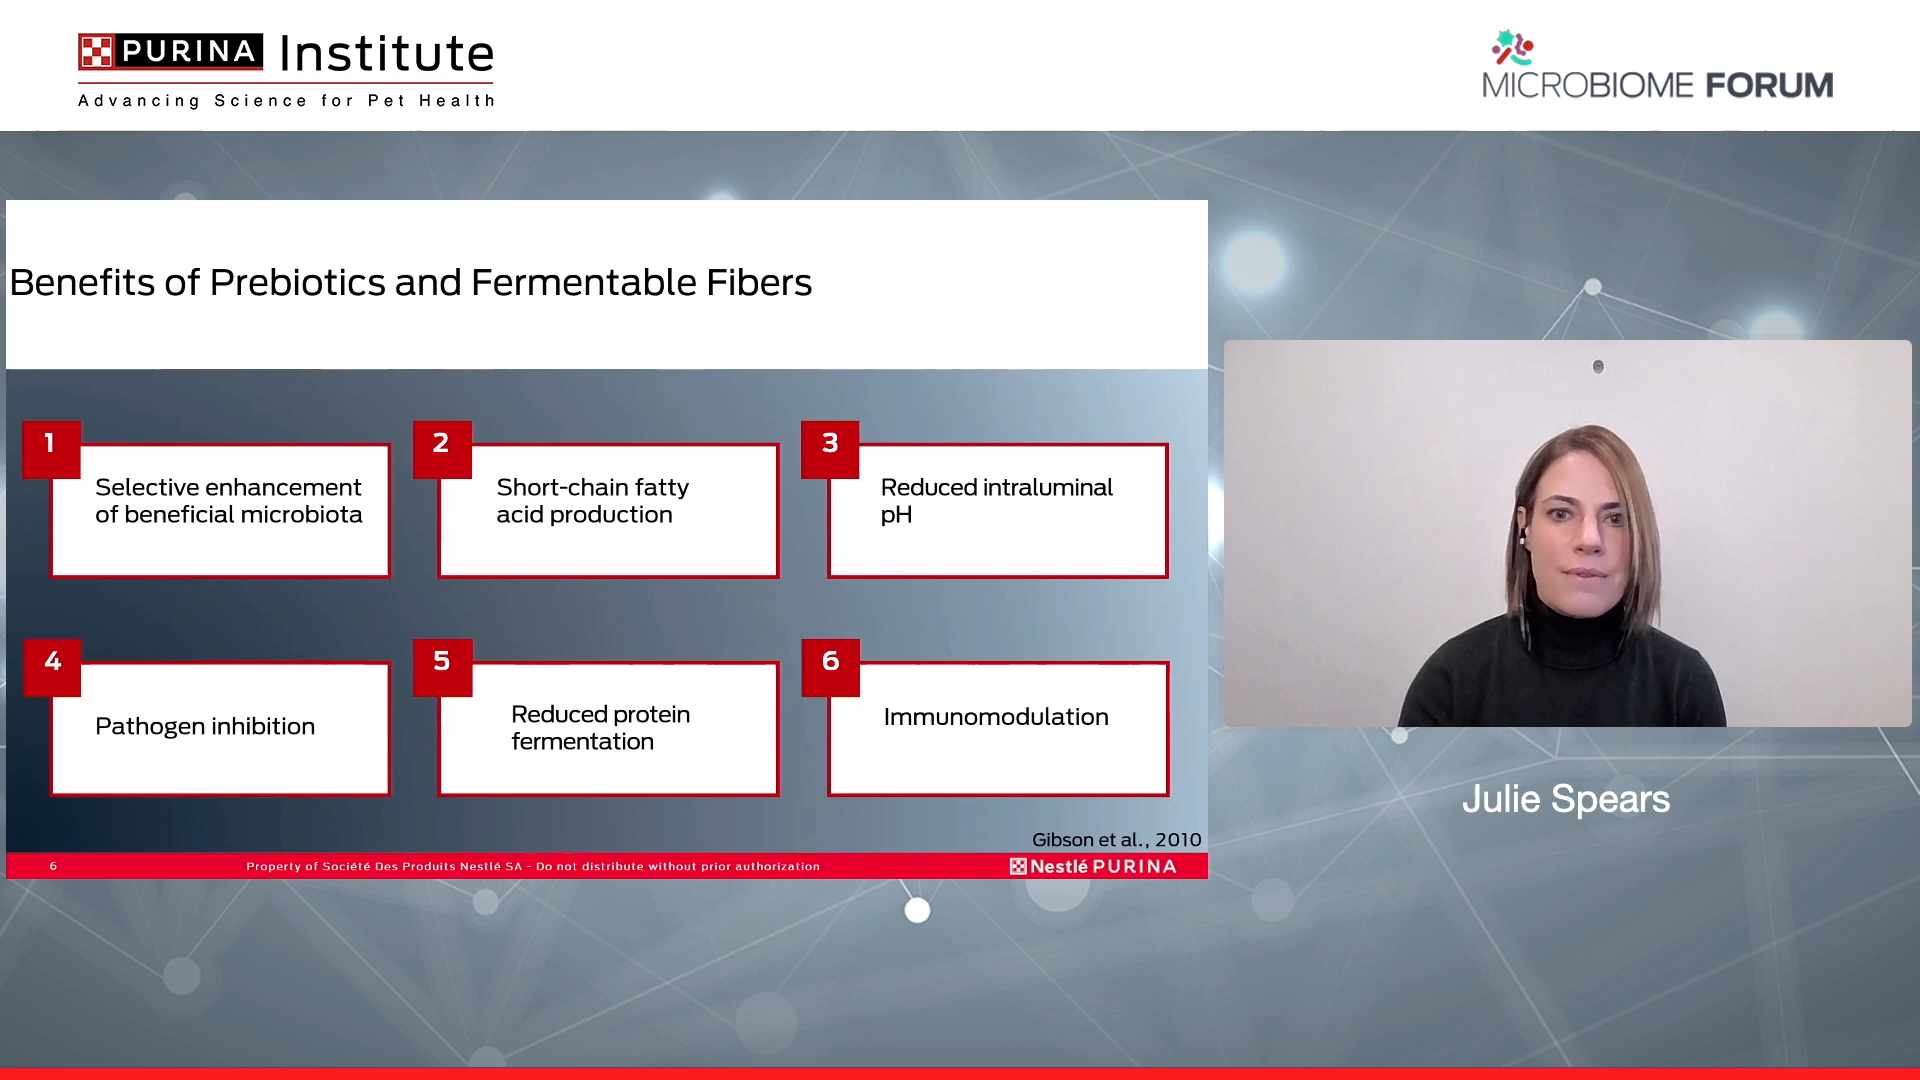 PURINA Institute
Advancing Science for Pet Health
MICROBIOME FORUM
Benefits of Prebiotics and Fermentable Fibers
1
Selective enhancement
of beneficial microbiota
2
Short-chain fatty
acid production
3
Reduced intraluminal
pH
4
Pathogen inhibition
5
Reduced protein
fermentation
6
Immunomodulation
Gibson et al., 2010
6
Property of Société Des Produits Nestlé SA - Do not distribute without prior authorization
Nestlé PURINA
Julie Spears